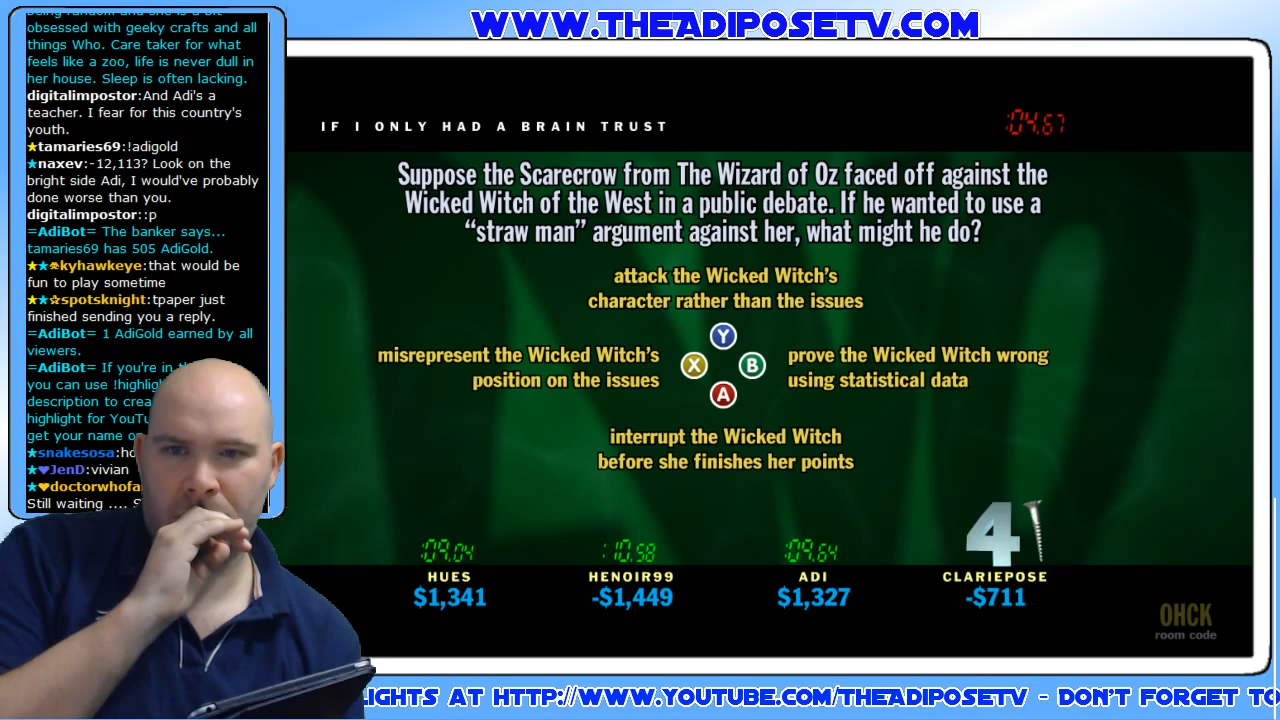 WWW.THEADIPOSETV.COM
being random and she is a bit
obsessed with geeky crafts and all
things Who. Care taker for what
feels like a zoo, life is never dull in
her house. Sleep is often lacking.
digitalimpostor:And Adi's a
teacher. I fear for this country's
youth.
tamaries69:!adigold
naxev:-12,113? Look on the
bright side Adi, I would've probably
done worse than you.
digitalimpostor::p
=AdiBot= The banker says...
tamaries69 has 505 AdiGold.
kyhawkeye:that would be
fun to play sometime
spotsknight:tpaper just
finished sending you a reply.
=AdiBot= 1 AdiGold earned by all
viewers.
=AdiBot= If you're in
you can use
description to
highlight for
get your name
snakesosa:
JenD:vivian
Still waiting ....
IF I ONLY HAD A BRAIN TRUST
:04.67
Suppose the Scarecrow from The Wizard of Oz faced off against the
Wicked Witch of the West in a public debate. If he wanted to use a
“straw man” argument against her, what might he do?
attack the Wicked Witch's
character rather than the issues
Y
misrepresent the Wicked Witch's
position on the issues
X
B
prove the Wicked Witch wrong
using statistical data
A
interrupt the Wicked Witch
before she finishes her points
:09.04 :10.58 :09.64 4
HUES HENOIR99 ADI CLARIEPOSE
$1,341 -$1,449 $1,327 -$711
OHCK
room code
LIGHTS AT HTTP://WWW.YOUTUBE.COM/THEADIPOSETV - DON'T FORGET TO